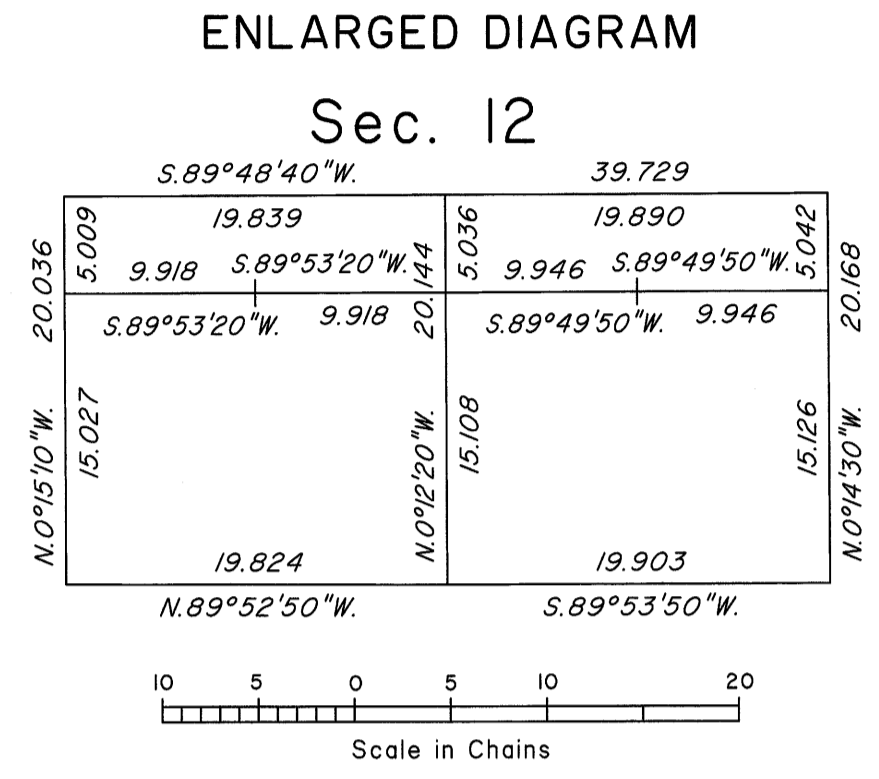 ENLARGED DIAGRAM
Sec. 12
S.89°48'40"W. 39.729
19.839 19.890
5.009 5.036 5.042
20.036 20.144 20.168
9.918 S.89°53'20"W. 9.946 S.89°49'50"W.
S.89°53'20"W. 9.918 S.89°49'50"W. 9.946
15.027 15.108 15.126
N.0°15'10"W. N.0°12'20"W. N.0°14'30"W.
19.824 19.903
N.89°52'50"W. S.89°53'50"W.
10 5 0 5 10 20
Scale in Chains